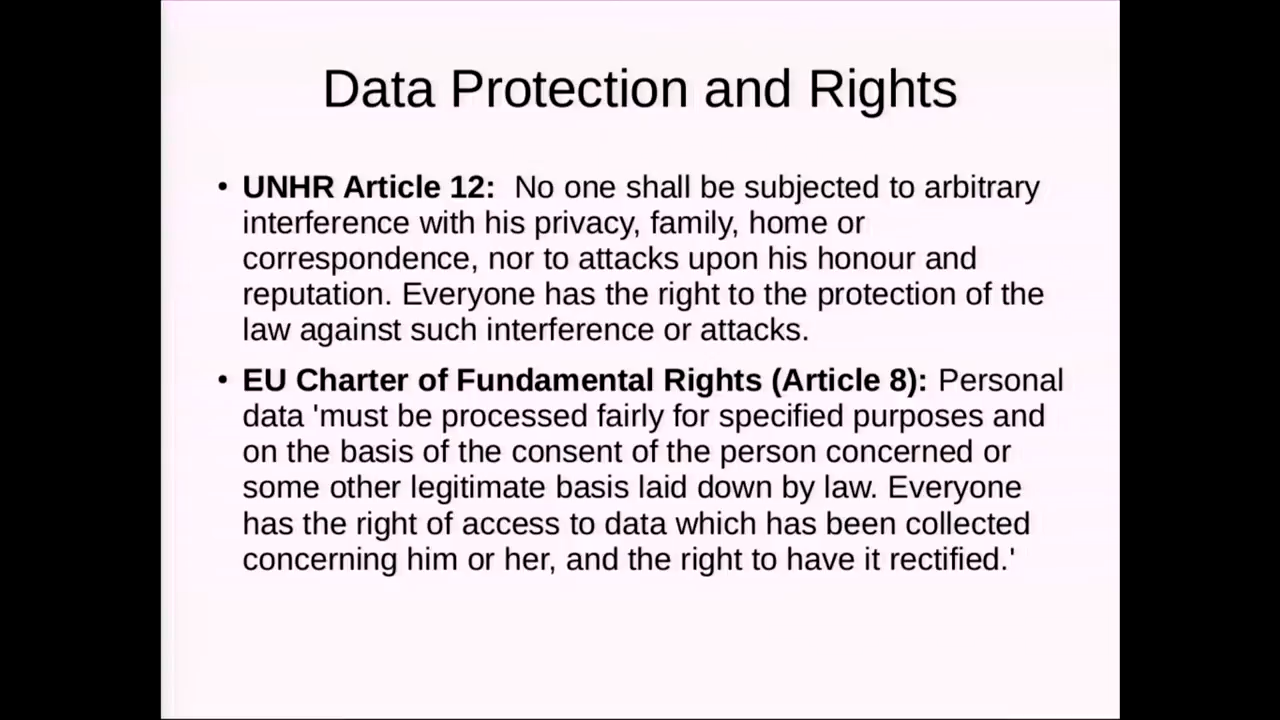 Data Protection and Rights
• UNHR Article 12: No one shall be subjected to arbitrary
interference with his privacy, family, home or
correspondence, nor to attacks upon his honour and
reputation. Everyone has the right to the protection of the
law against such interference or attacks.
• EU Charter of Fundamental Rights (Article 8): Personal
data 'must be processed fairly for specified purposes and
on the basis of the consent of the person concerned or
some other legitimate basis laid down by law. Everyone
has the right of access to data which has been collected
concerning him or her, and the right to have it rectified.'